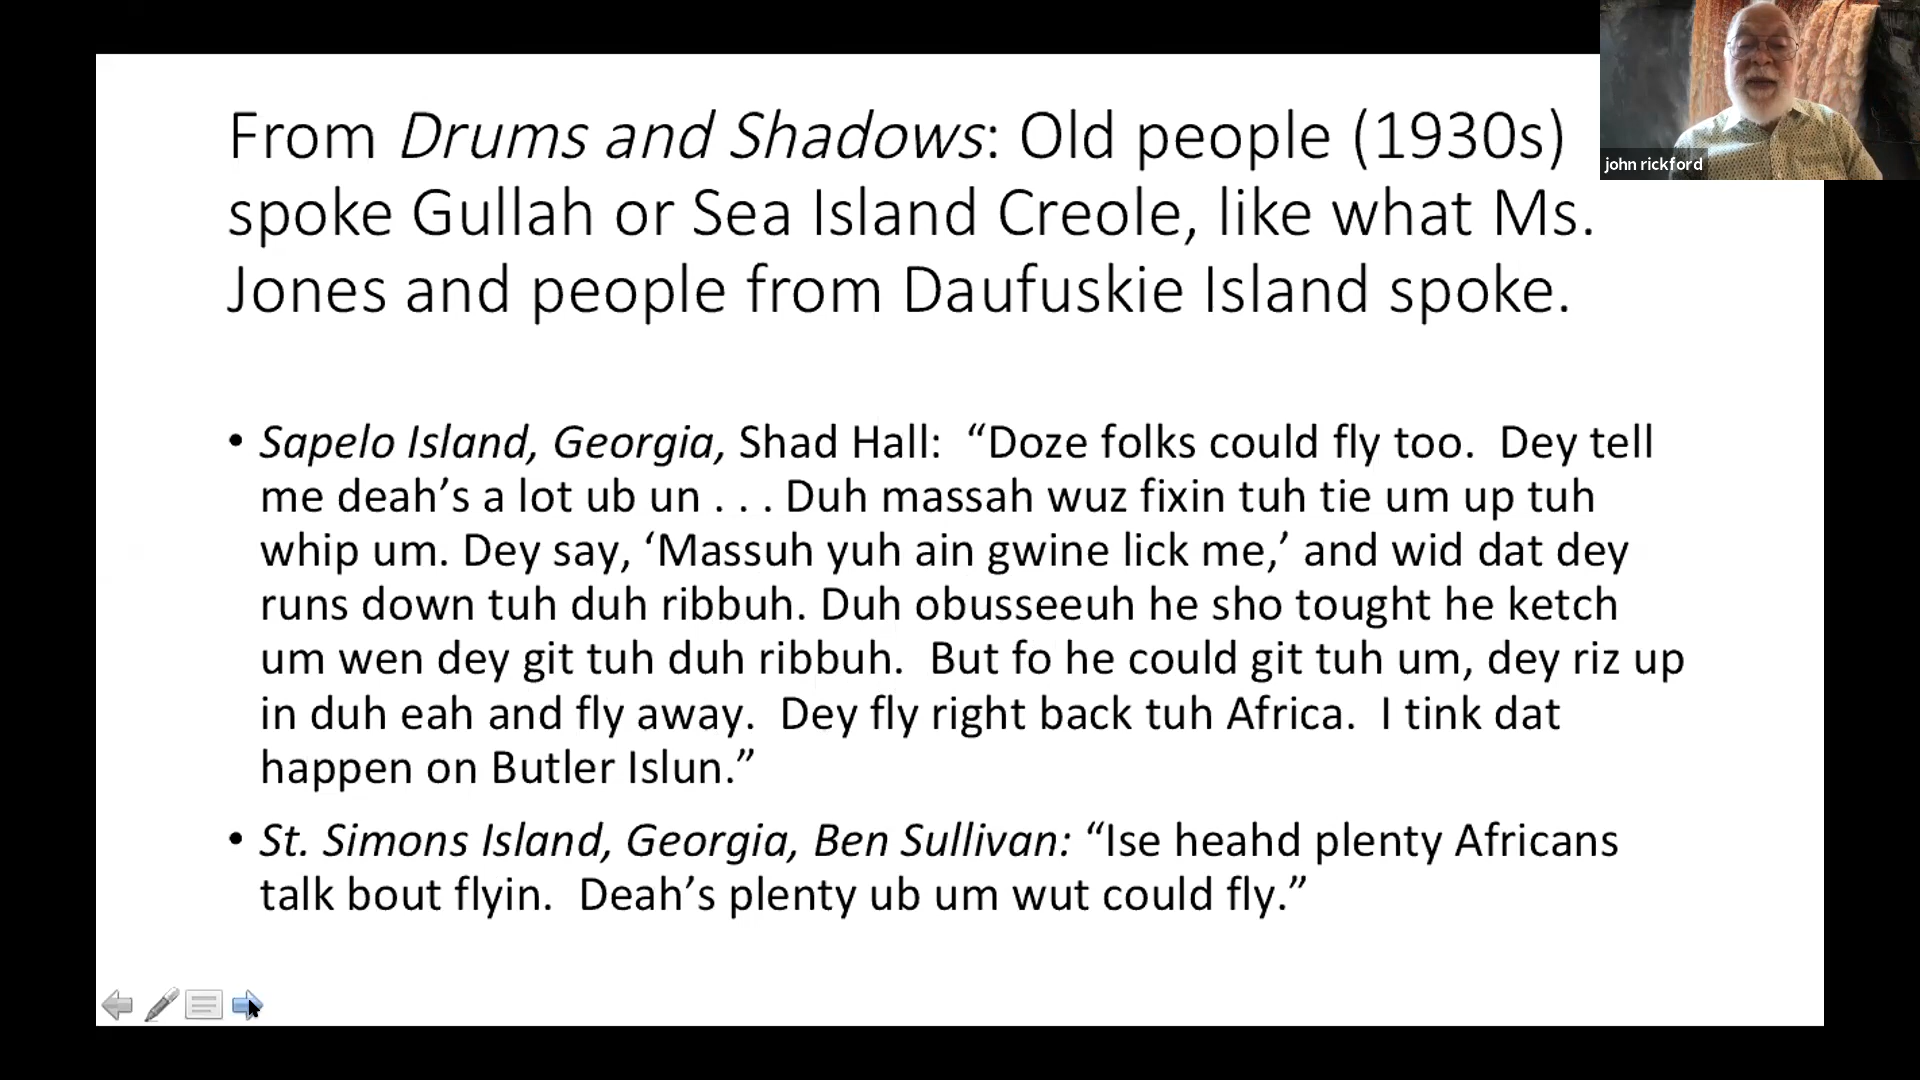 From Drums and Shadows: Old people (1930s)
spoke Gullah or Sea Island Creole, like what Ms.
Jones and people from Daufuskie Island spoke.
• Sapelo Island, Georgia, Shad Hall:  “Doze folks could fly too.  Dey tell
me deah’s a lot ub un . . . Duh massah wuz fixin tuh tie um up tuh
whip um. Dey say, ‘Massuh yuh ain gwine lick me,’ and wid dat dey
runs down tuh duh ribbuh. Duh obusseeuh he sho tought he ketch
um wen dey git tuh duh ribbuh.  But fo he could git tuh um, dey riz up
in duh eah and fly away.  Dey fly right back tuh Africa.  I tink dat
happen on Butler Islun.”
• St. Simons Island, Georgia, Ben Sullivan: “Ise heahd plenty Africans
talk bout flyin.  Deah’s plenty ub um wut could fly.”
john rickford